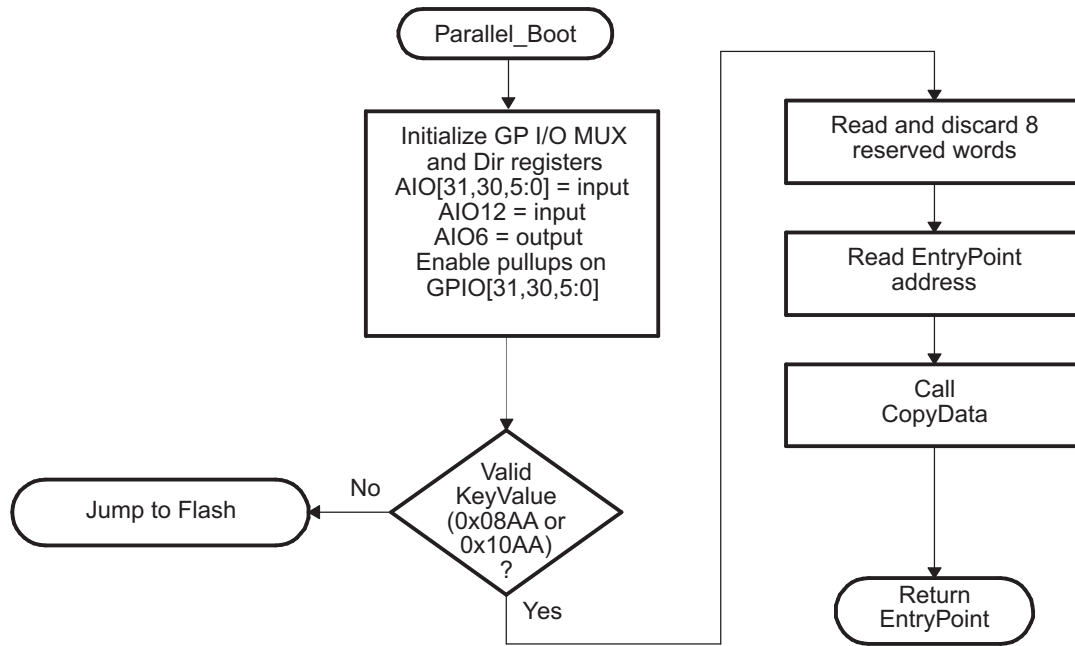 Parallel_Boot
Initialize GP I/O MUX
and Dir registers
AIO[31,30,5:0] = input
AIO12 = input
AIO6 = output
Enable pullups on
GPIO[31,30,5:0]
Valid
KeyValue
(0x08AA or
0x10AA)
?
No
Jump to Flash
Yes
Read and discard 8
reserved words
Read EntryPoint
address
Call
CopyData
Return
EntryPoint